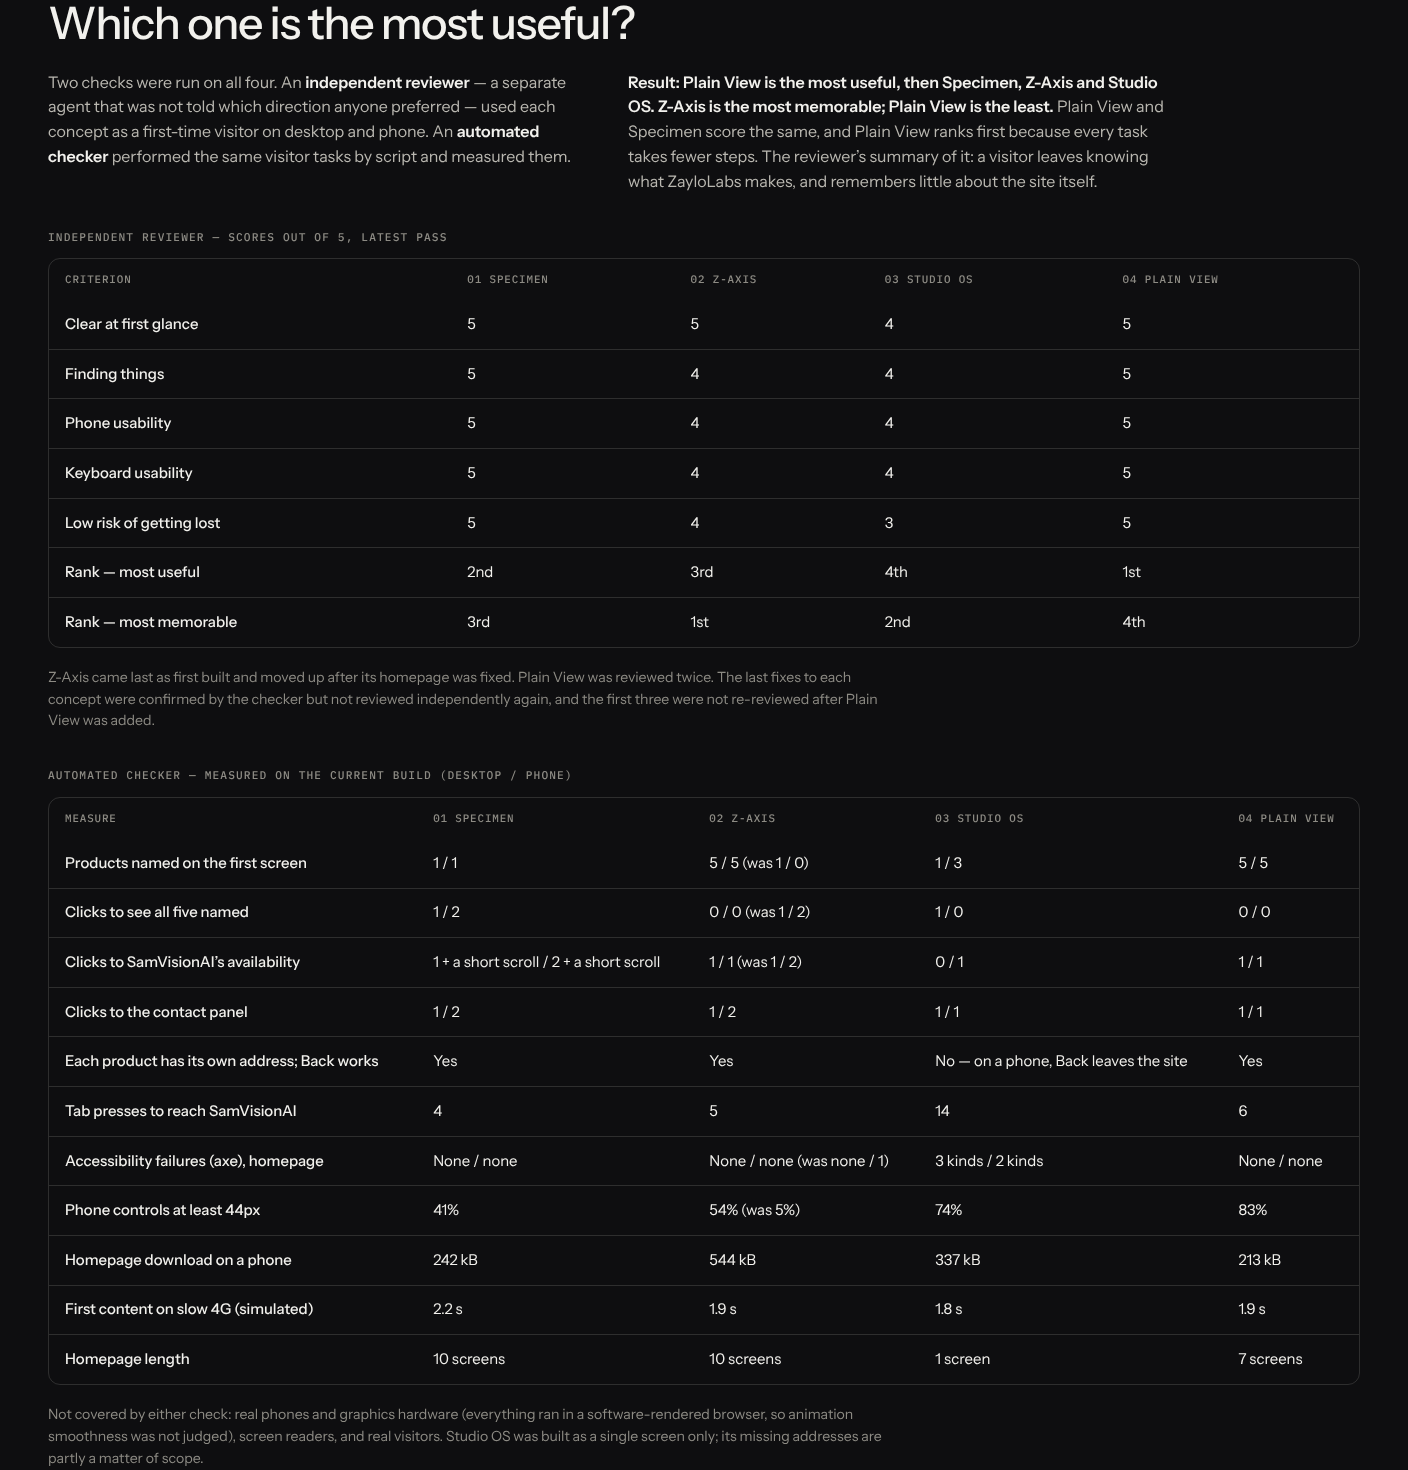 Which one is the most useful?
Two checks were run on all four. An independent reviewer — a separate
agent that was not told which direction anyone preferred — used each
concept as a first-time visitor on desktop and phone. An automated
checker performed the same visitor tasks by script and measured them.
Result: Plain View is the most useful, then Specimen, Z-Axis and Studio
OS. Z-Axis is the most memorable; Plain View is the least. Plain View and
Specimen score the same, and Plain View ranks first because every task
takes fewer steps. The reviewer’s summary of it: a visitor leaves knowing
what ZayloLabs makes, and remembers little about the site itself.
INDEPENDENT REVIEWER — SCORES OUT OF 5, LATEST PASS
CRITERION 01 SPECIMEN 02 Z-AXIS 03 STUDIO OS 04 PLAIN VIEW
Clear at first glance 5 5 4 5
Finding things 5 4 4 5
Phone usability 5 4 4 5
Keyboard usability 5 4 4 5
Low risk of getting lost 5 4 3 5
Rank — most useful 2nd 3rd 4th 1st
Rank — most memorable 3rd 1st 2nd 4th
Z-Axis came last as first built and moved up after its homepage was fixed. Plain View was reviewed twice. The last fixes to each
concept were confirmed by the checker but not reviewed independently again, and the first three were not re-reviewed after Plain
View was added.
AUTOMATED CHECKER — MEASURED ON THE CURRENT BUILD (DESKTOP / PHONE)
MEASURE 01 SPECIMEN 02 Z-AXIS 03 STUDIO OS 04 PLAIN VIEW
Products named on the first screen 1 / 1 5 / 5 (was 1 / 0) 1 / 3 5 / 5
Clicks to see all five named 1 / 2 0 / 0 (was 1 / 2) 1 / 0 0 / 0
Clicks to SamVisionAI’s availability 1 + a short scroll / 2 + a short scroll 1 / 1 (was 1 / 2) 0 / 1 1 / 1
Clicks to the contact panel 1 / 2 1 / 2 1 / 1 1 / 1
Each product has its own address; Back works Yes Yes No — on a phone, Back leaves the site Yes
Tab presses to reach SamVisionAI 4 5 14 6
Accessibility failures (axe), homepage None / none None / none (was none / 1) 3 kinds / 2 kinds None / none
Phone controls at least 44px 41% 54% (was 5%) 74% 83%
Homepage download on a phone 242 kB 544 kB 337 kB 213 kB
First content on slow 4G (simulated) 2.2 s 1.9 s 1.8 s 1.9 s
Homepage length 10 screens 10 screens 1 screen 7 screens
Not covered by either check: real phones and graphics hardware (everything ran in a software-rendered browser, so animation
smoothness was not judged), screen readers, and real visitors. Studio OS was built as a single screen only; its missing addresses are
partly a matter of scope.